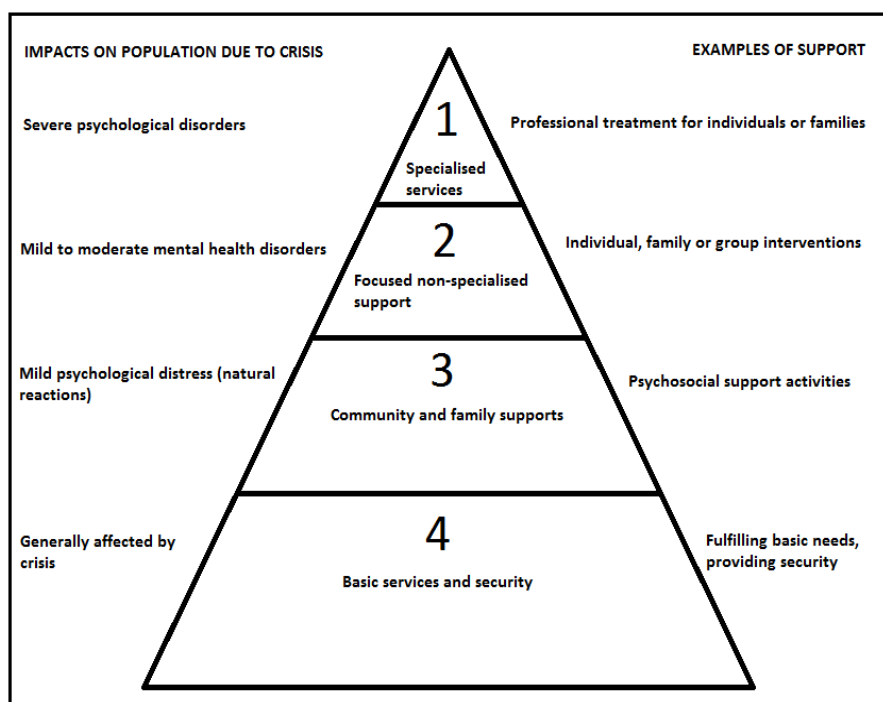 IMPACTS ON POPULATION DUE TO CRISIS
EXAMPLES OF SUPPORT
Severe psychological disorders
1
Specialised
services
Professional treatment for individuals or families
Mild to moderate mental health disorders
2
Focused non-specialised
support
Individual, family or group interventions
Mild psychological distress (natural
reactions)
3
Community and family supports
Psychosocial support activities
Generally affected by
crisis
4
Basic services and security
Fulfilling basic needs,
providing security